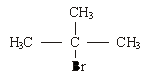 CH₃
H₃C — C — CH₃
Br